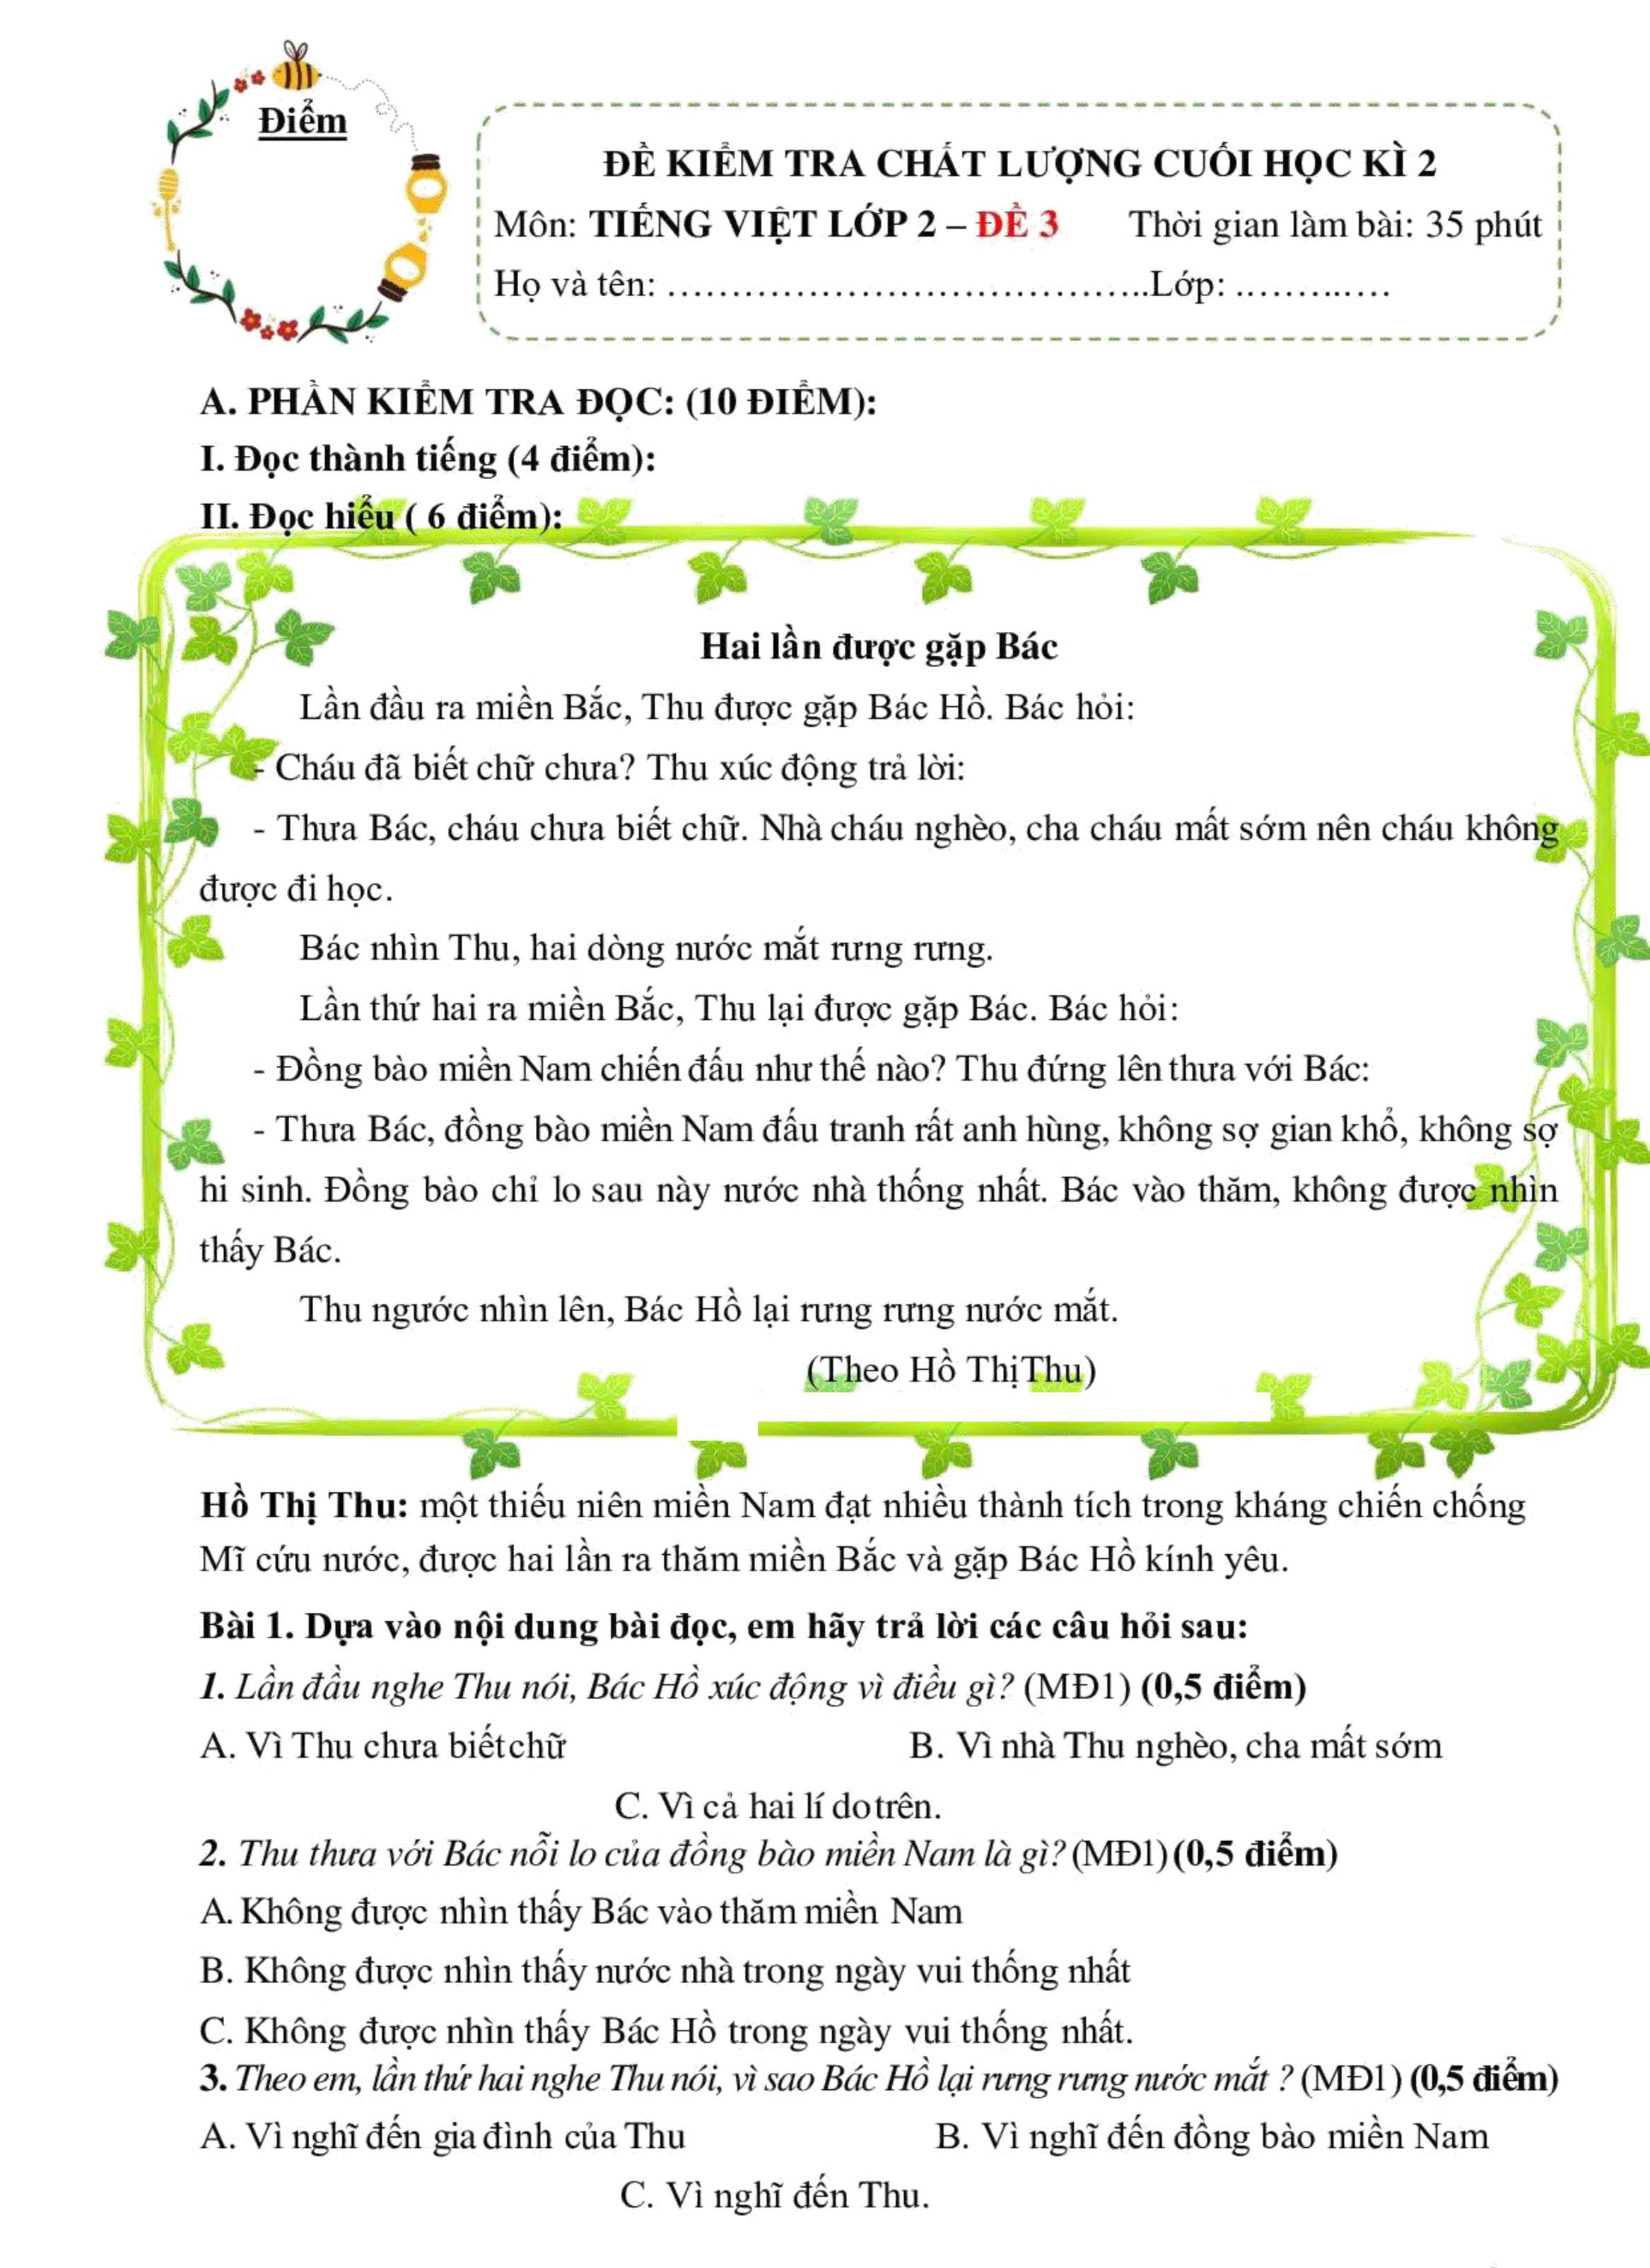 Điểm
ĐỀ KIỂM TRA CHẤT LƯỢNG CUỐI HỌC KÌ 2
Môn: TIẾNG VIỆT LỚP 2 – ĐỀ 3 Thời gian làm bài: 35 phút
Họ và tên: ………………………………………..Lớp: ……………
A. PHẦN KIỂM TRA ĐỌC: (10 ĐIỂM):
I. Đọc thành tiếng (4 điểm):
II. Đọc hiểu ( 6 điểm):
Hai lần được gặp Bác
Lần đầu ra miền Bắc, Thu được gặp Bác Hồ. Bác hỏi:
- Cháu đã biết chữ chưa? Thu xúc động trả lời:
- Thưa Bác, cháu chưa biết chữ. Nhà cháu nghèo, cha cháu mất sớm nên cháu không
được đi học.
Bác nhìn Thu, hai dòng nước mắt rưng rưng.
Lần thứ hai ra miền Bắc, Thu lại được gặp Bác. Bác hỏi:
- Đồng bào miền Nam chiến đấu như thế nào? Thu đứng lên thưa với Bác:
- Thưa Bác, đồng bào miền Nam đấu tranh rất anh hùng, không sợ gian khổ, không sợ
hi sinh. Đồng bào chỉ lo sau này nước nhà thống nhất. Bác vào thăm, không được nhìn
thấy Bác.
Thu ngước nhìn lên, Bác Hồ lại rưng rưng nước mắt.
(Theo Hồ Thị Thu)
Hồ Thị Thu: một thiếu niên miền Nam đạt nhiều thành tích trong kháng chiến chống
Mĩ cứu nước, được hai lần ra thăm miền Bắc và gặp Bác Hồ kính yêu.
Bài 1. Dựa vào nội dung bài đọc, em hãy trả lời các câu hỏi sau:
1. Lần đầu nghe Thu nói, Bác Hồ xúc động vì điều gì? (MĐ1) (0,5 điểm)
A. Vì Thu chưa biết chữ B. Vì nhà Thu nghèo, cha mất sớm
C. Vì cả hai lí do trên.
2. Thu thưa với Bác nỗi lo của đồng bào miền Nam là gì? (MĐ1) (0,5 điểm)
A. Không được nhìn thấy Bác vào thăm miền Nam
B. Không được nhìn thấy nước nhà trong ngày vui thống nhất
C. Không được nhìn thấy Bác Hồ trong ngày vui thống nhất.
3. Theo em, lần thứ hai nghe Thu nói, vì sao Bác Hồ lại rưng rưng nước mắt ? (MĐ1) (0,5 điểm)
A. Vì nghĩ đến gia đình của Thu B. Vì nghĩ đến đồng bào miền Nam
C. Vì nghĩ đến Thu.